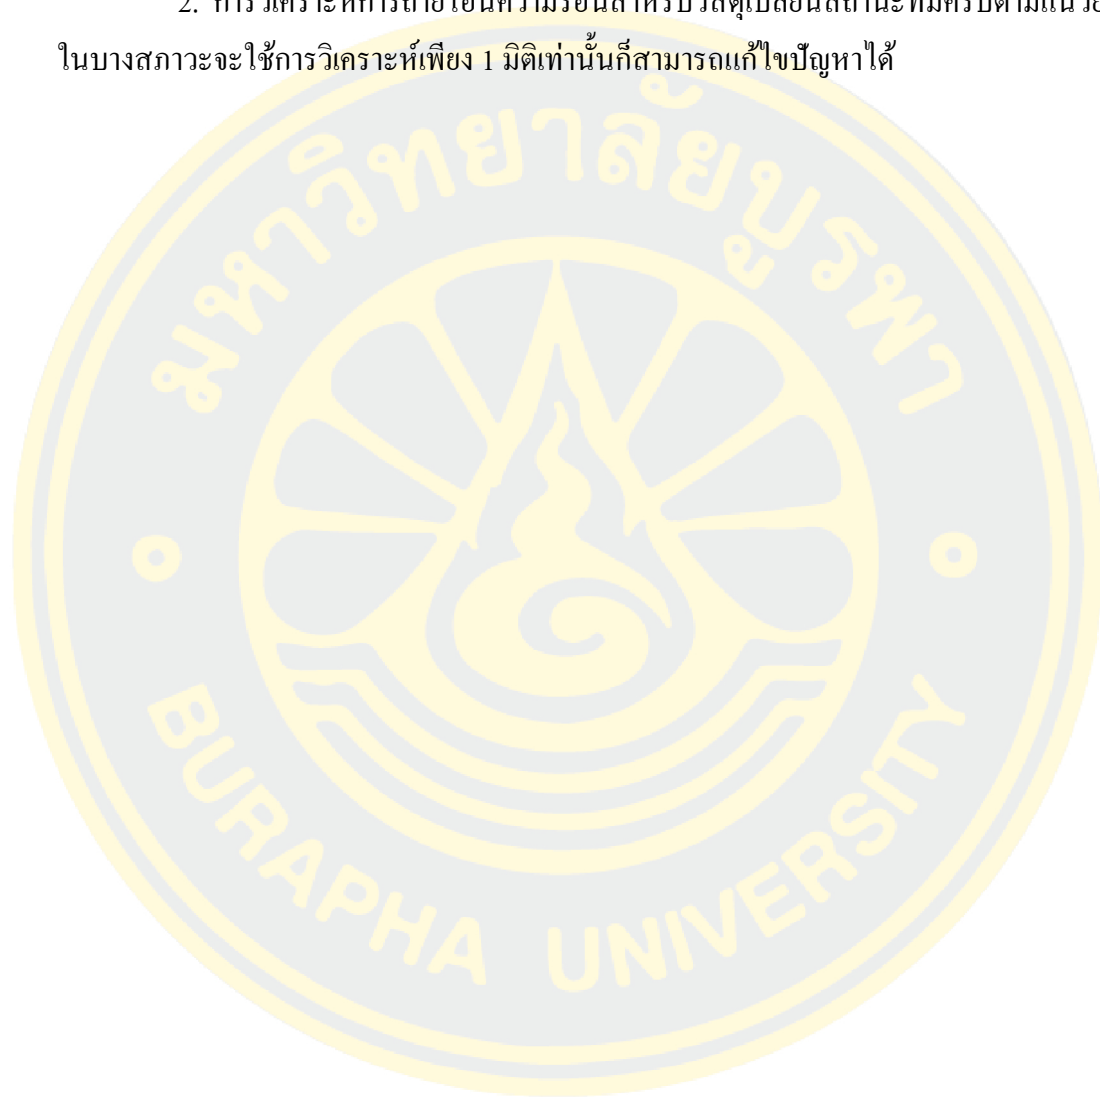 2. การวิเคราะห์การถ่ายโอนความร้อนสำหรับวัสดุเปลี่ยนสถานะที่มีครีบตามแนว
ในบางสภาวะจะใช้การวิเคราะห์เพียง 1 มิติเท่านั้นก็สามารถแก้ไขปัญหาได้
มหาวิทยาลัยบูรพา
BURAPHA UNIVERSITY